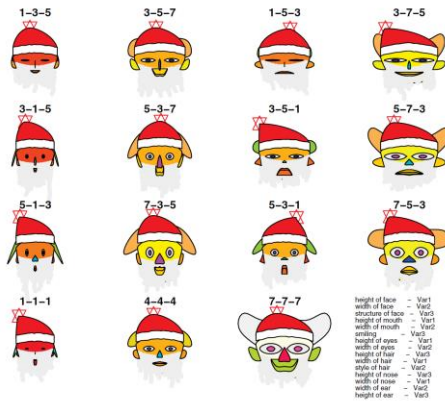 1-3-5 3-5-7 1-5-3 3-7-5
3-1-5 5-3-7 3-5-1 5-7-3
5-1-3 7-3-5 5-3-1 7-5-3
1-1-1 4-4-4 7-7-7
height of face - Var1
width of face - Var2
structure of face - Var3
height of mouth - Var1
width of mouth - Var2
smiling - Var3
height of eyes - Var1
width of eyes - Var2
height of hair - Var3
width of hair - Var1
style of hair - Var2
height of nose - Var3
width of nose - Var1
width of ear - Var2
height of ear - Var3